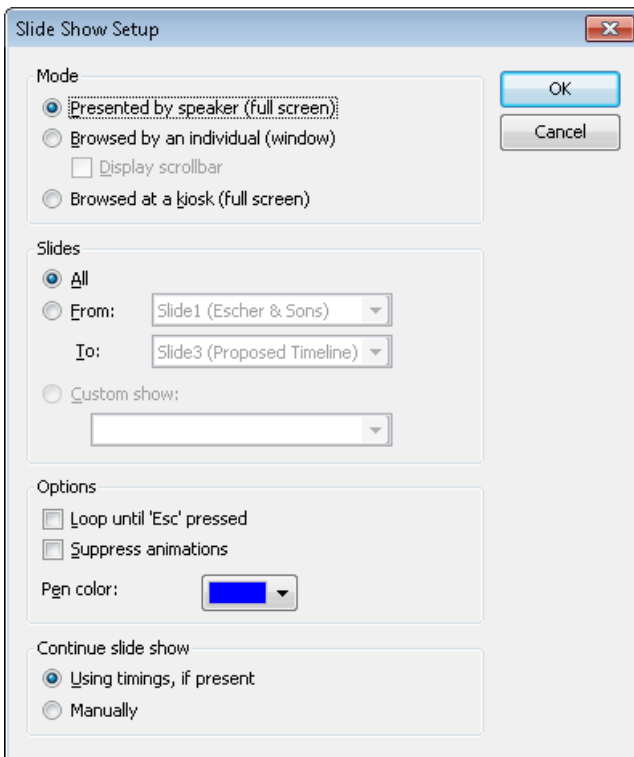 Slide Show Setup
Mode
Presented by speaker (full screen)
Browsed by an individual (window)
Display scrollbar
Browsed at a kiosk (full screen)
OK
Cancel
Slides
All
From: Slide1 (Escher & Sons)
To: Slide3 (Proposed Timeline)
Custom show:
Options
Loop until 'Esc' pressed
Suppress animations
Pen color:
Continue slide show
Using timings, if present
Manually